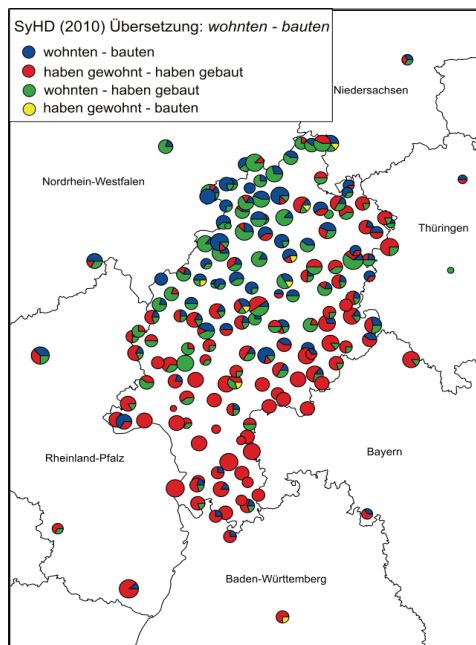 SyHD (2010) Übersetzung: wohnten - bauten
wohnten - bauten
haben gewohnt - haben gebaut
wohnten - haben gebaut
haben gewohnt - bauten
Niedersachsen
Nordrhein-Westfalen
Thüringen
Rheinland-Pfalz
Bayern
Baden-Württemberg